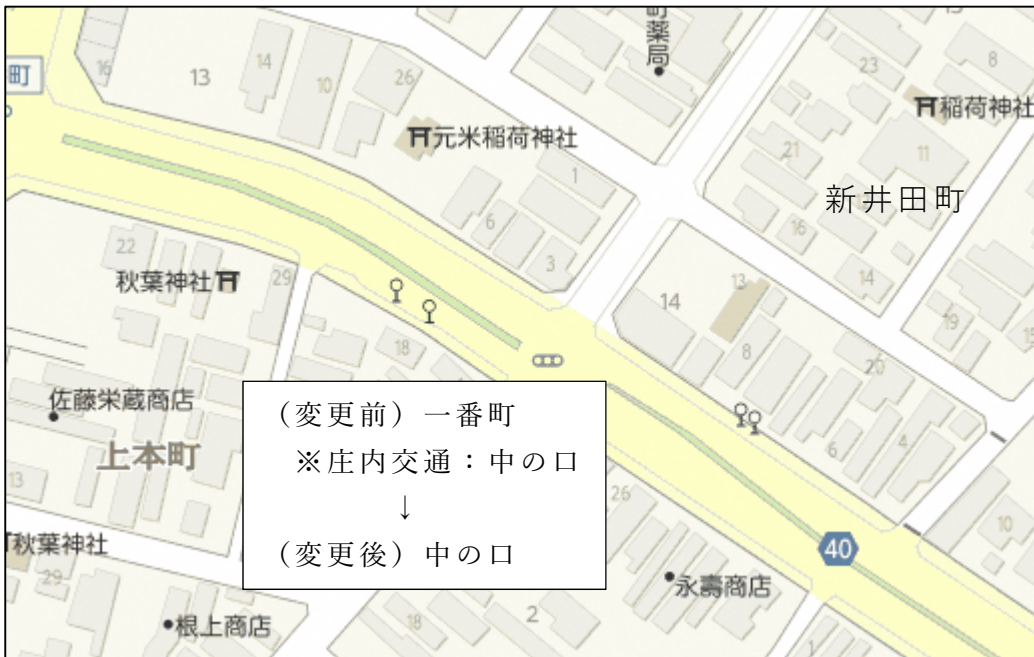 町薬局
13
16
14
10
26
町
元米稲荷神社
1
6
3
23
8
稲荷神社
21
11
新井田町
16
14
19
22
秋葉神社
29
18
13
14
8
20
6
4
10
佐藤栄蔵商店
上本町
13
(変更前) 一番町
※庄内交通：中の口
↓
(変更後) 中の口
26
40
秋葉神社
29
永壽商店
根上商店
18
2